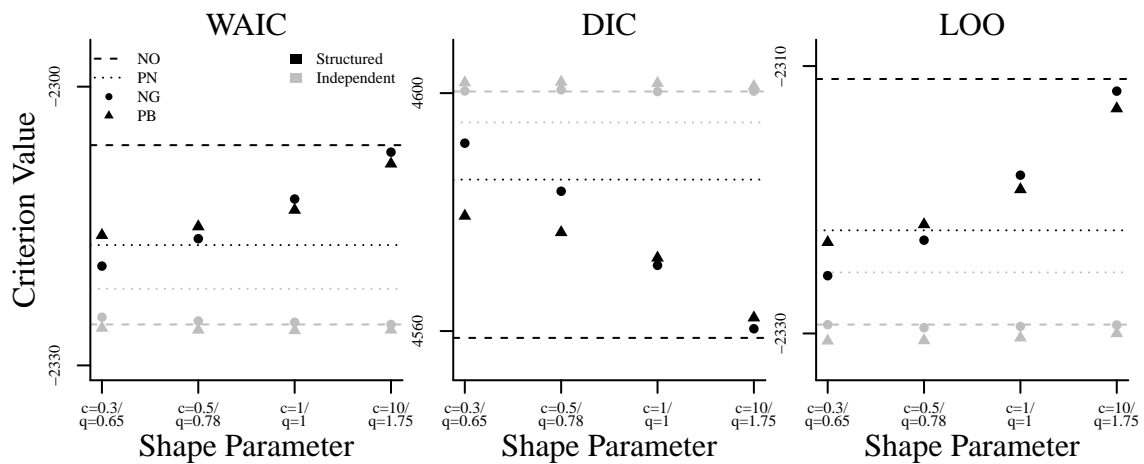 WAIC
DIC
LOO
Criterion Value
NO
PN
NG
PB
Structured
Independent
-2300
-2330
4600
4560
-2310
-2330
c=0.3/
q=0.65
c=0.5/
q=0.78
c=1/
q=1
c=10/
q=1.75
c=0.3/
q=0.65
c=0.5/
q=0.78
c=1/
q=1
c=10/
q=1.75
c=0.3/
q=0.65
c=0.5/
q=0.78
c=1/
q=1
c=10/
q=1.75
Shape Parameter
Shape Parameter
Shape Parameter